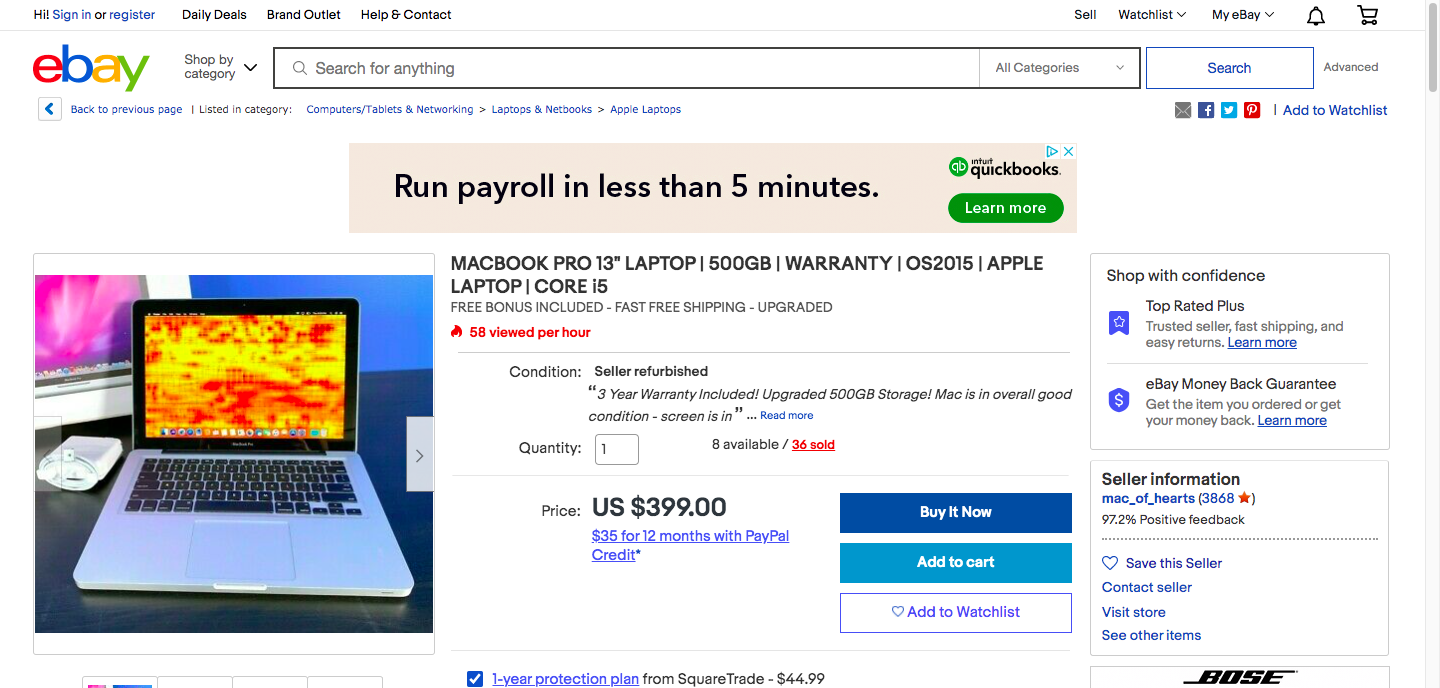 Hi! Sign in or register
Daily Deals
Brand Outlet
Help & Contact
Sell
Watchlist
My eBay
ebay
Shop by category
Search for anything
All Categories
Search
Advanced
Back to previous page | Listed in category: Computers/Tablets & Networking > Laptops & Netbooks > Apple Laptops
| Add to Watchlist
Run payroll in less than 5 minutes.
intuit
quickbooks.
Learn more
MACBOOK PRO 13" LAPTOP | 500GB | WARRANTY | OS2015 | APPLE
LAPTOP | CORE i5
FREE BONUS INCLUDED - FAST FREE SHIPPING - UPGRADED
58 viewed per hour
Condition: Seller refurbished
“3 Year Warranty Included! Upgraded 500GB Storage! Mac is in overall good
condition - screen is in ” ... Read more
Quantity: 1
8 available / 36 sold
Price: US $399.00
$35 for 12 months with PayPal
Credit*
Buy It Now
Add to cart
Add to Watchlist
1-year protection plan from SquareTrade - $44.99
Shop with confidence
Top Rated Plus
Trusted seller, fast shipping, and
easy returns. Learn more
eBay Money Back Guarantee
Get the item you ordered or get
your money back. Learn more
Seller information
mac_of_hearts (3868 )
97.2% Positive feedback
Save this Seller
Contact seller
Visit store
See other items
BOSE